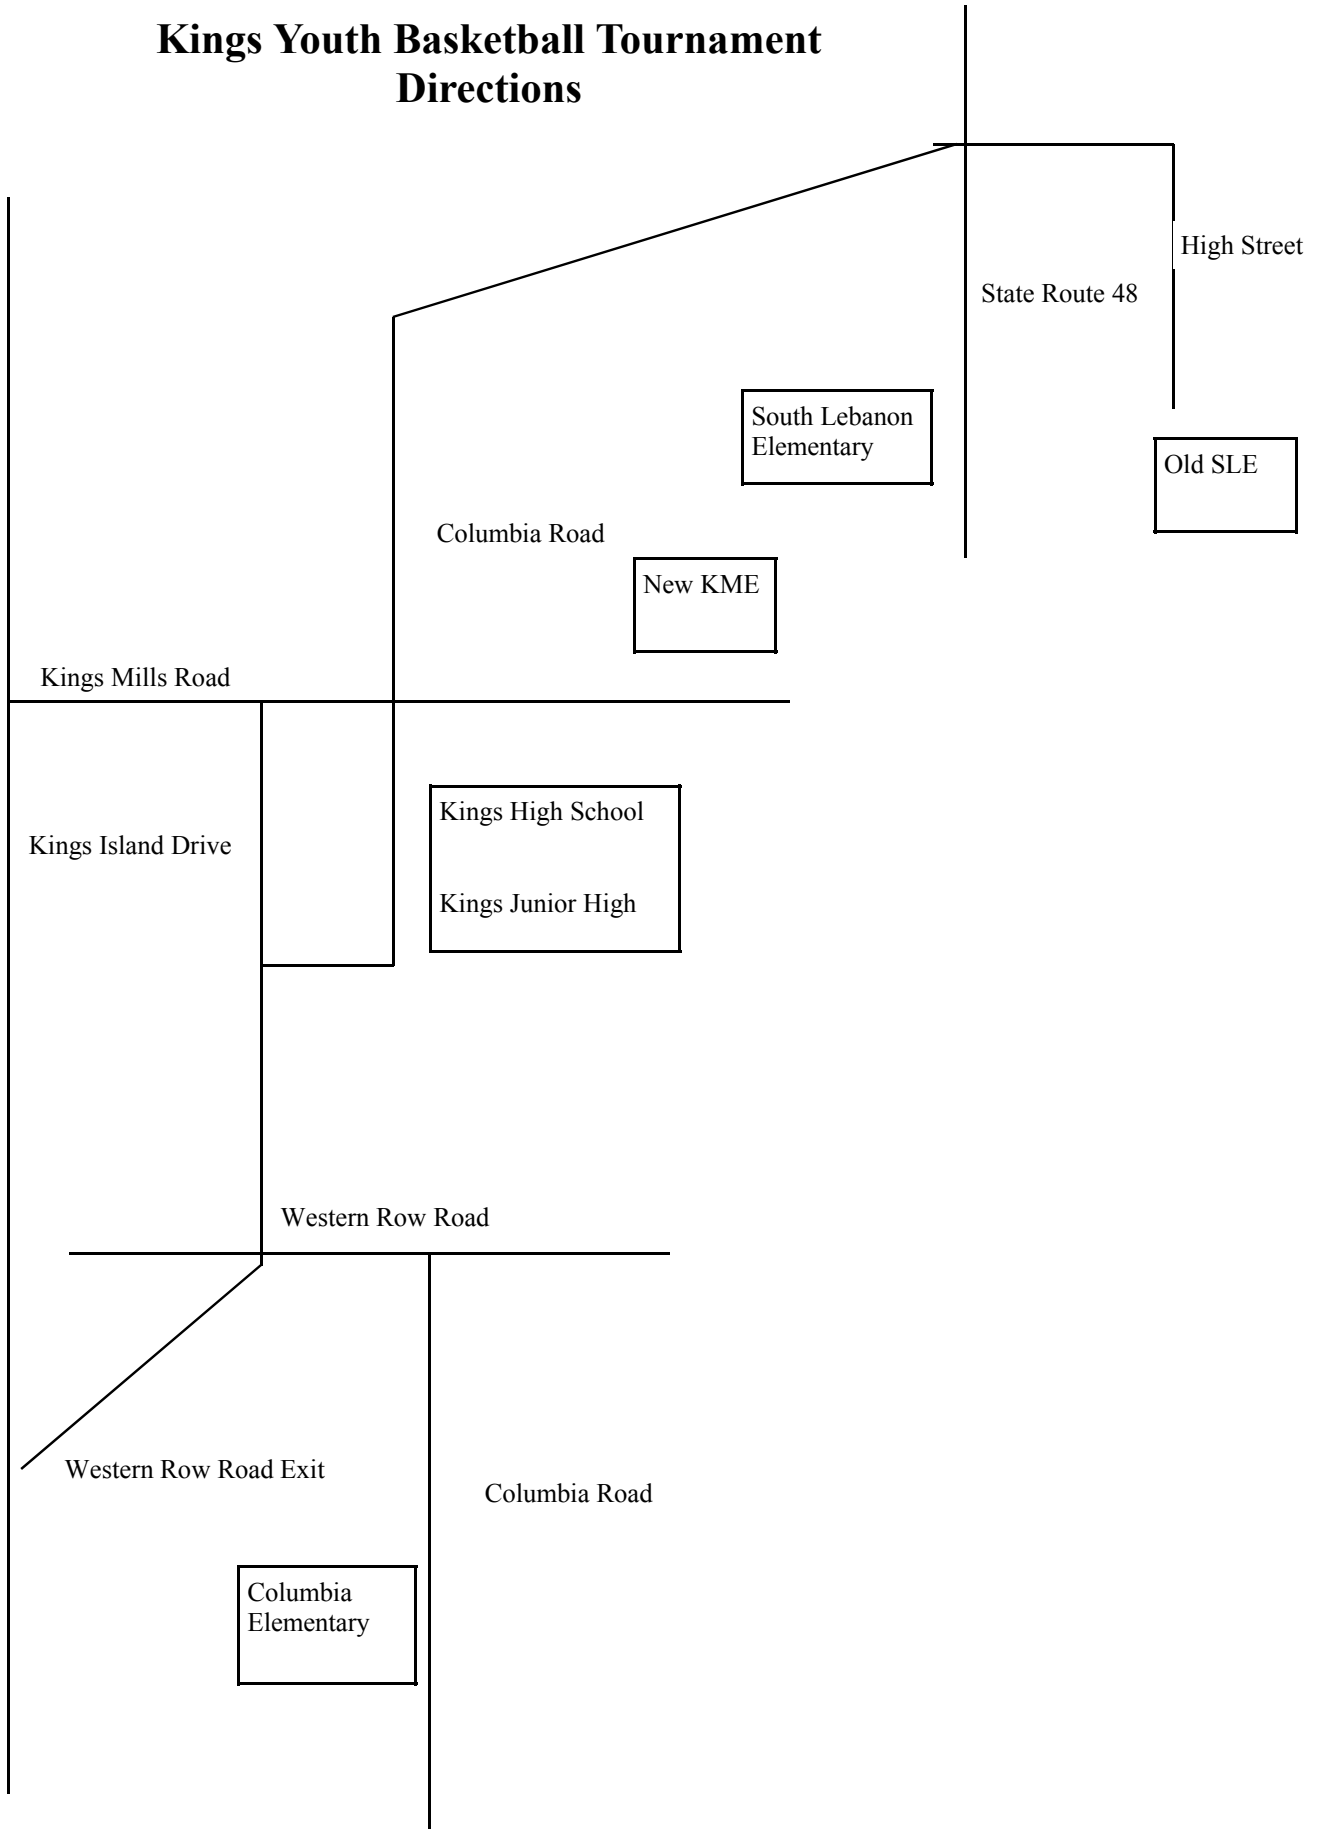 Kings Youth Basketball Tournament
Directions
High Street
State Route 48
South Lebanon
Elementary
Old SLE
Columbia Road
New KME
Kings Mills Road
Kings High School
Kings Island Drive
Kings Junior High
Western Row Road
Western Row Road Exit
Columbia Road
Columbia
Elementary